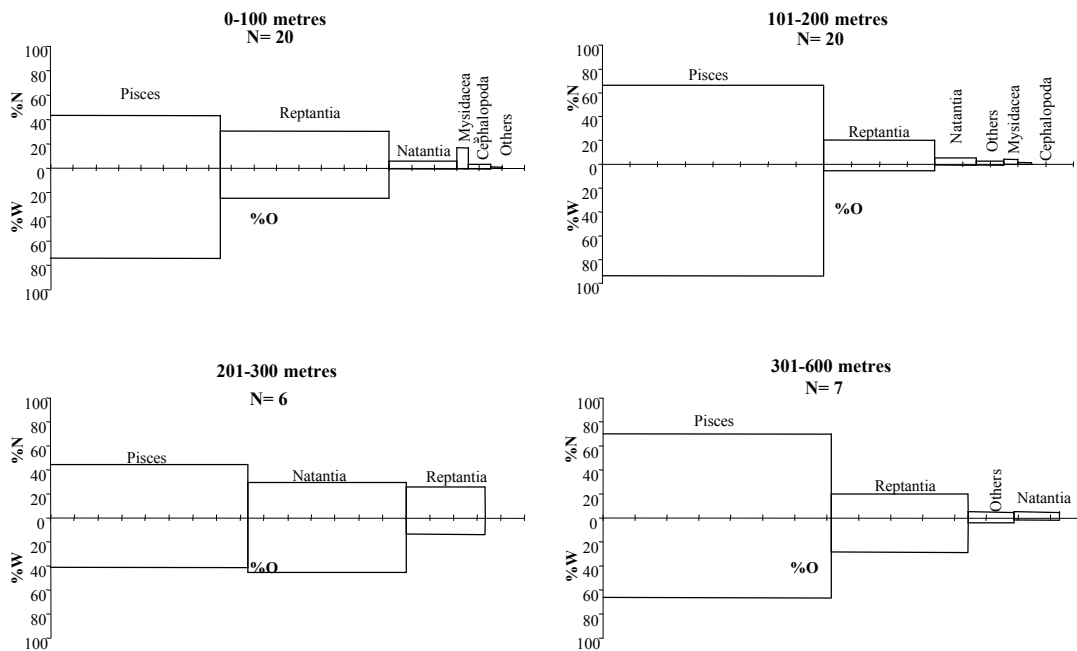 0-100 metres
N= 20
100
80
60
40
20
0
20
40
60
80
100
%N
%W
Pisces
Reptantia
Natantia
Mysidacea
Cephalopoda
Others
%O
101-200 metres
N= 20
100
80
60
40
20
0
20
40
60
80
100
%N
%W
Pisces
Reptantia
Natantia
Others
Mysidacea
Cephalopoda
%O
201-300 metres
N= 6
100
80
60
40
20
0
20
40
60
80
100
%N
%W
Pisces
Natantia
Reptantia
%O
301-600 metres
N= 7
100
80
60
40
20
0
20
40
60
80
100
%N
%W
Pisces
Reptantia
Others
Natantia
%O